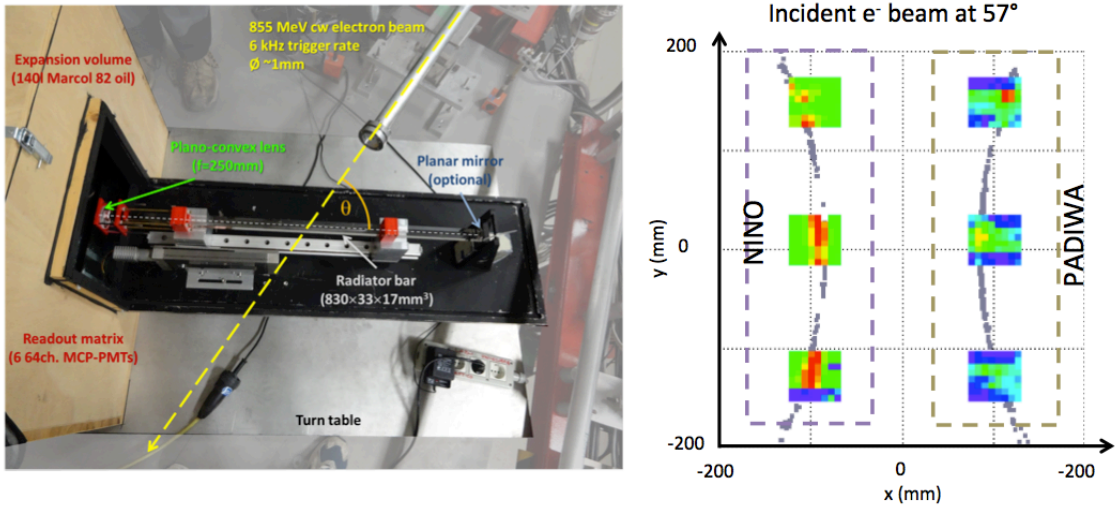 855 MeV cw electron beam
6 kHz trigger rate
Ø ~1mm
Expansion volume
(140l Marcol 82 oil)
Plano-convex lens
(f=250mm)
Planar mirror
(optional)
θ
Radiator bar
(830×33×17mm³)
Readout matrix
(6 64ch. MCP-PMTs)
Turn table
Incident e⁻ beam at 57°
200
y (mm)
0
-200
NINO
PADIWA
-200
0
-200
x (mm)